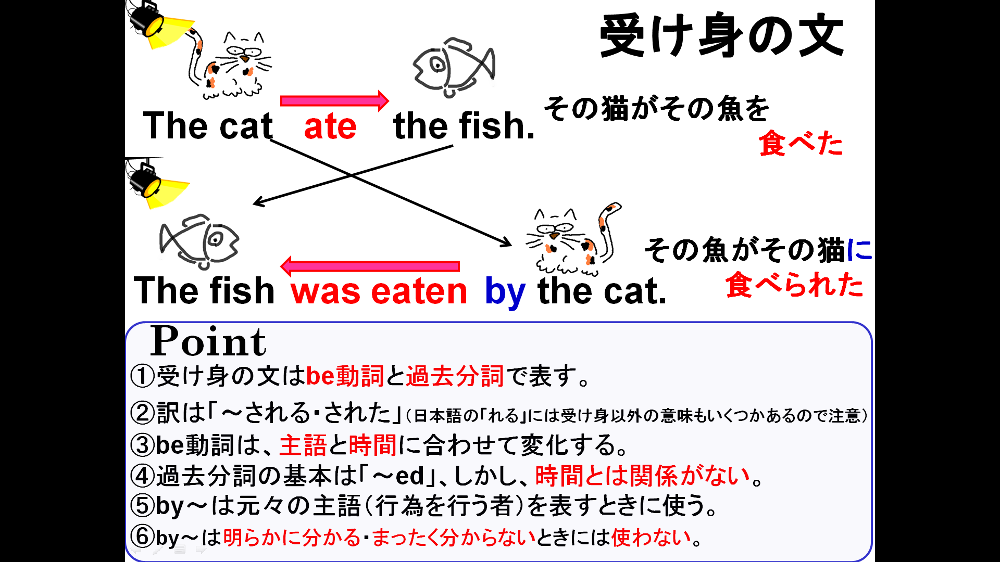 受け身の文
The cat ate the fish.
その猫がその魚を
食べた
The fish was eaten by the cat.
その魚がその猫に
食べられた
Point
①受け身の文はbe動詞と過去分詞で表す。
②訳は「～される・された」（日本語の「れる」には受け身以外の意味もいくつかあるので注意）
③be動詞は、主語と時間に合わせて変化する。
④過去分詞の基本は「～ed」、しかし、時間とは関係がない。
⑤by～は元々の主語（行為を行う者）を表すときに使う。
⑥by～は明らかに分かる・まったく分からないときには使わない。